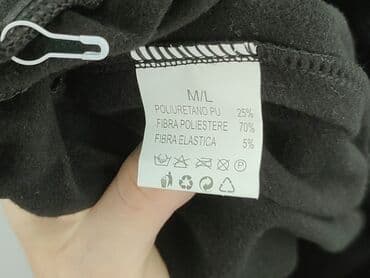 M/L
POLIURETANO PU 25%
FIBRA POLIESTERE 70%
FIBRA ELASTICA 5%